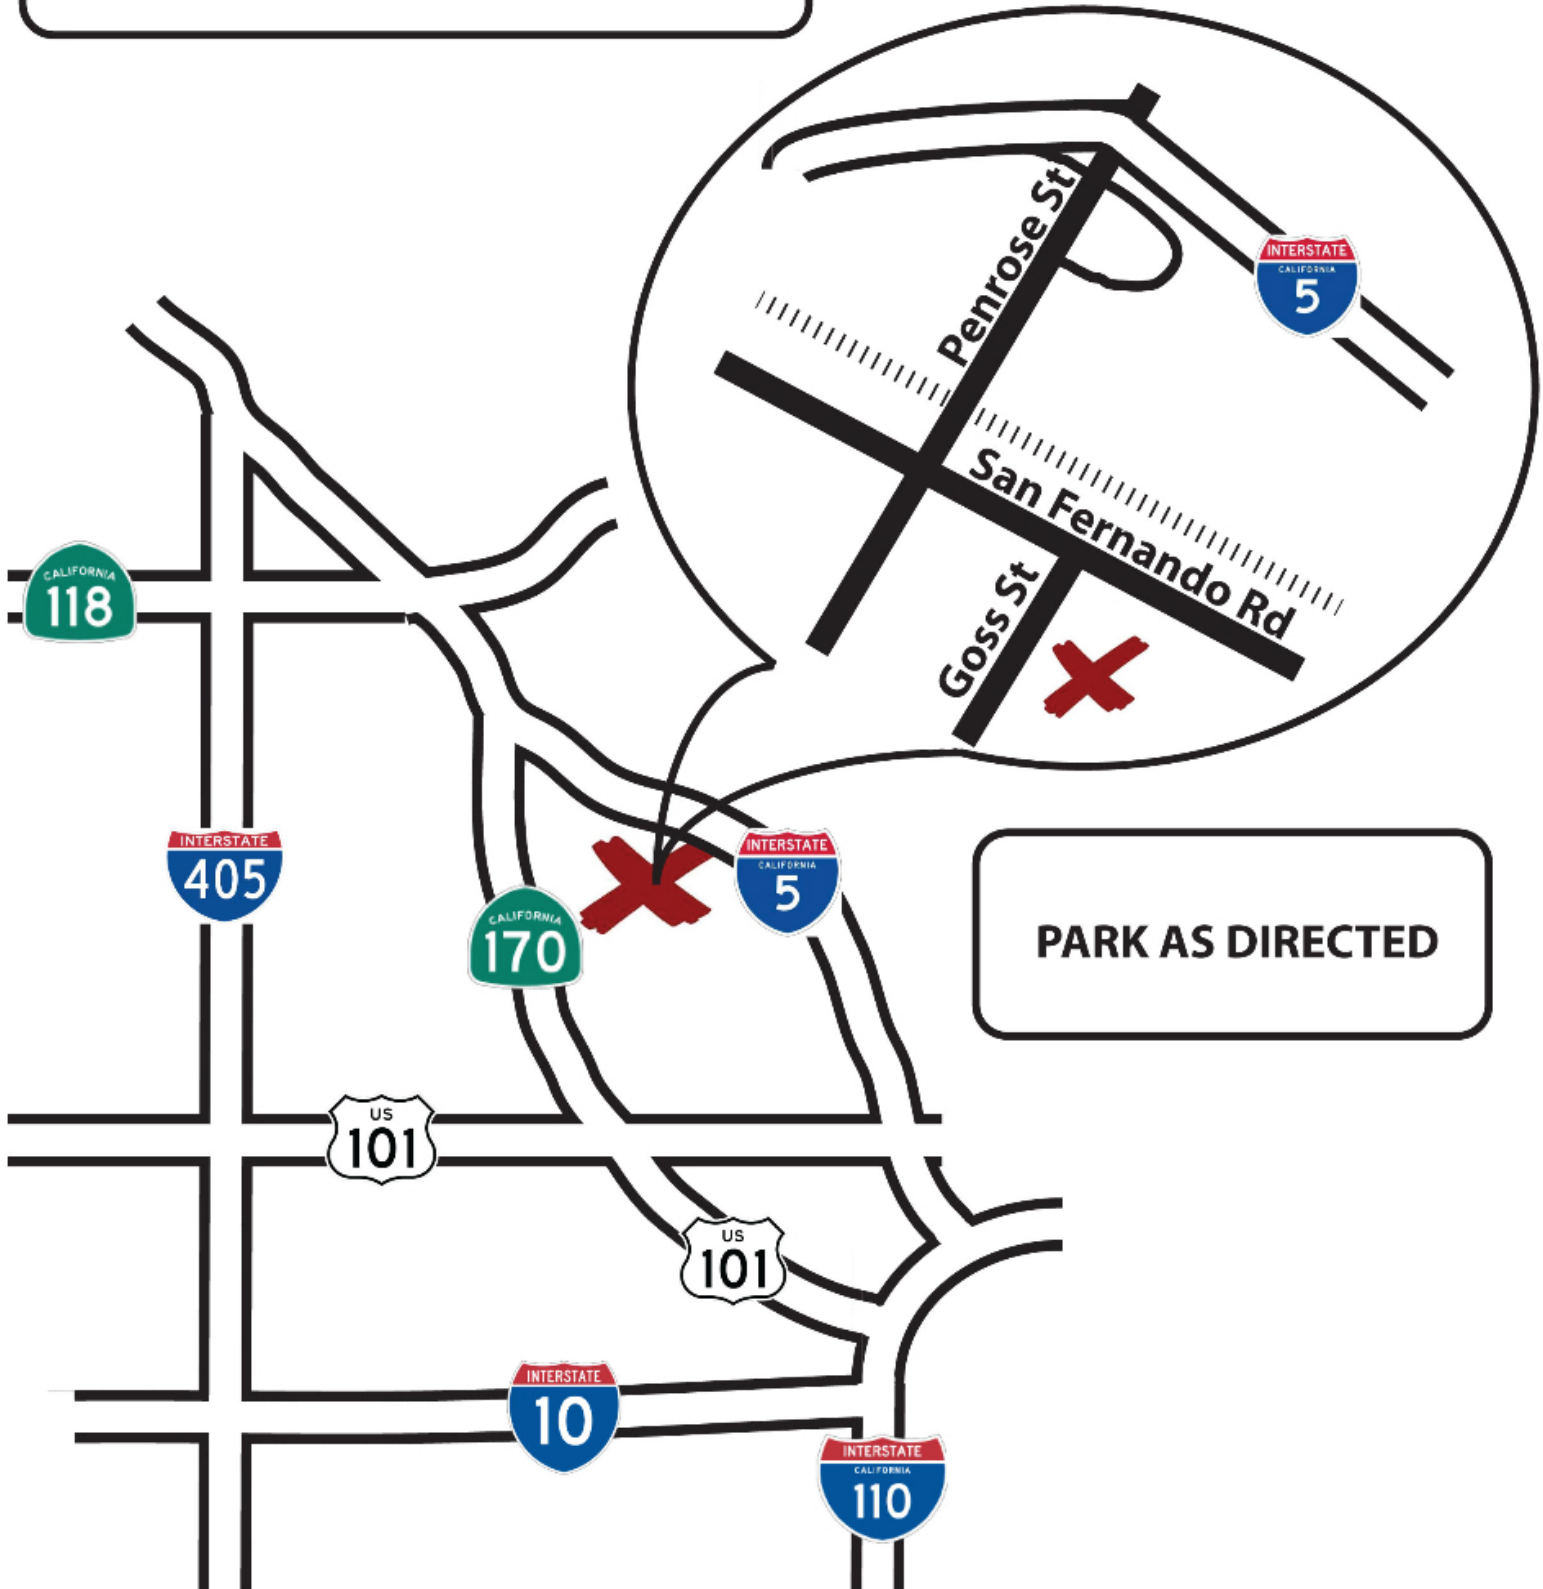 Penrose St
INTERSTATE
CALIFORNIA
5
San Fernando Rd
Goss St
CALIFORNIA
118
INTERSTATE
405
INTERSTATE
CALIFORNIA
5
CALIFORNIA
170
PARK AS DIRECTED
US
101
US
101
INTERSTATE
10
INTERSTATE
CALIFORNIA
110